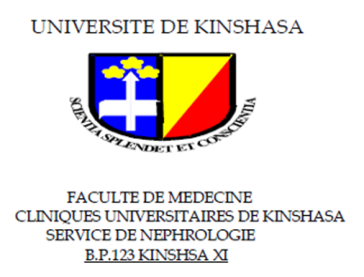 UNIVERSITE DE KINSHASA
SCIENTIA SPLENDET ET CONSCIENTIA
FACULTE DE MEDECINE
CLINIQUES UNIVERSITAIRES DE KINSHASA
SERVICE DE NEPHROLOGIE
B.P.123 KINSHSA XI